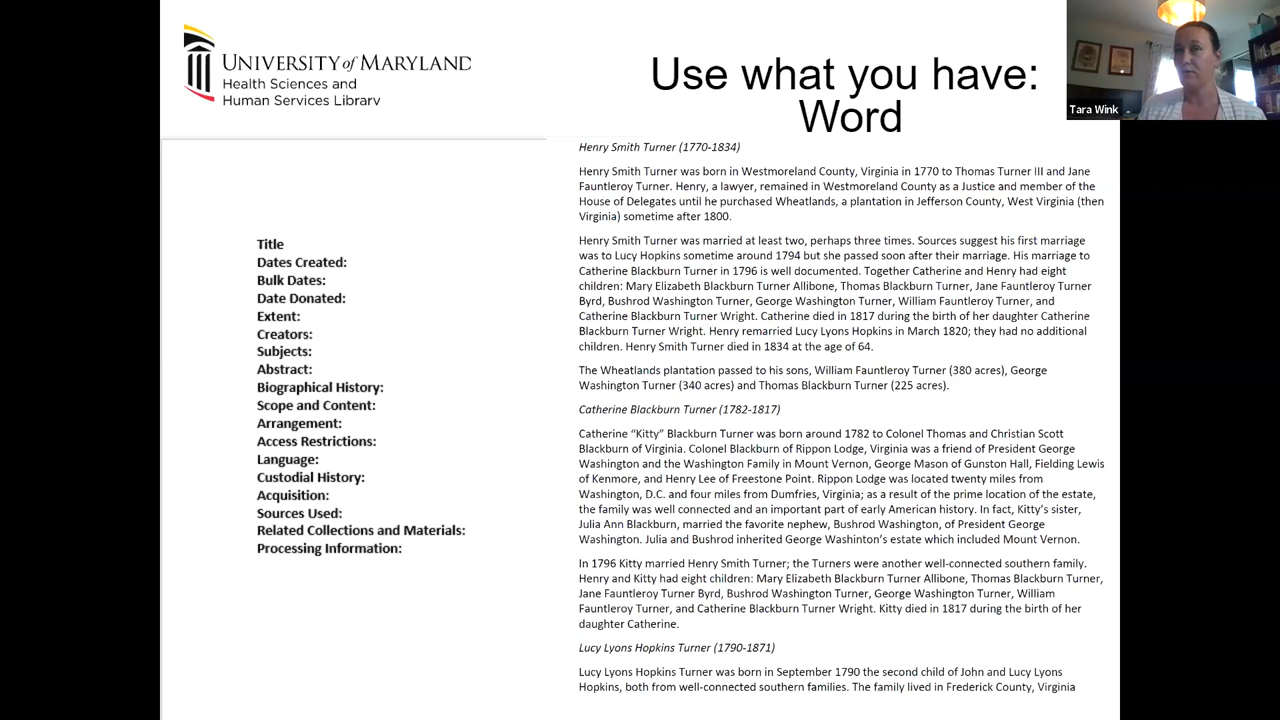 UNIVERSITY of MARYLAND
Health Sciences and
Human Services Library
Use what you have:
Word
Tara Wink
Title
Dates Created:
Bulk Dates:
Date Donated:
Extent:
Creators:
Subjects:
Abstract:
Biographical History:
Scope and Content:
Arrangement:
Access Restrictions:
Language:
Custodial History:
Acquisition:
Sources Used:
Related Collections and Materials:
Processing Information:
Henry Smith Turner (1770-1834)
Henry Smith Turner was born in Westmoreland County, Virginia in 1770 to Thomas Turner III and Jane
Fauntleroy Turner. Henry, a lawyer, remained in Westmoreland County as a Justice and member of the
House of Delegates until he purchased Wheatlands, a plantation in Jefferson County, West Virginia (then
Virginia) sometime after 1800.
Henry Smith Turner was married at least two, perhaps three times. Sources suggest his first marriage
was to Lucy Hopkins sometime around 1794 but she passed soon after their marriage. His marriage to
Catherine Blackburn Turner in 1796 is well documented. Together Catherine and Henry had eight
children: Mary Elizabeth Blackburn Turner Allibone, Thomas Blackburn Turner, Jane Fauntleroy Turner
Byrd, Bushrod Washington Turner, George Washington Turner, William Fauntleroy Turner, and
Catherine Blackburn Turner Wright. Catherine died in 1817 during the birth of her daughter Catherine
Blackburn Turner Wright. Henry remarried Lucy Lyons Hopkins in March 1820; they had no additional
children. Henry Smith Turner died in 1834 at the age of 64.
The Wheatlands plantation passed to his sons, William Fauntleroy Turner (380 acres), George
Washington Turner (340 acres) and Thomas Blackburn Turner (225 acres).
Catherine Blackburn Turner (1782-1817)
Catherine “Kitty” Blackburn Turner was born around 1782 to Colonel Thomas and Christian Scott
Blackburn of Virginia. Colonel Blackburn of Rippon Lodge, Virginia was a friend of President George
Washington and the Washington Family in Mount Vernon, George Mason of Gunston Hall, Fielding Lewis
of Kenmore, and Henry Lee of Freestone Point. Rippon Lodge was located twenty miles from
Washington, D.C. and four miles from Dumfries, Virginia; as a result of the prime location of the estate,
the family was well connected and an important part of early American history. In fact, Kitty’s sister,
Julia Ann Blackburn, married the favorite nephew, Bushrod Washington, of President George
Washington. Julia and Bushrod inherited George Washinton’s estate which included Mount Vernon.
In 1796 Kitty married Henry Smith Turner; the Turners were another well-connected southern family.
Henry and Kitty had eight children: Mary Elizabeth Blackburn Turner Allibone, Thomas Blackburn Turner,
Jane Fauntleroy Turner Byrd, Bushrod Washington Turner, George Washington Turner, William
Fauntleroy Turner, and Catherine Blackburn Turner Wright. Kitty died in 1817 during the birth of her
daughter Catherine.
Lucy Lyons Hopkins Turner (1790-1871)
Lucy Lyons Hopkins Turner was born in September 1790 the second child of John and Lucy Lyons
Hopkins, both from well-connected southern families. The family lived in Frederick County, Virginia